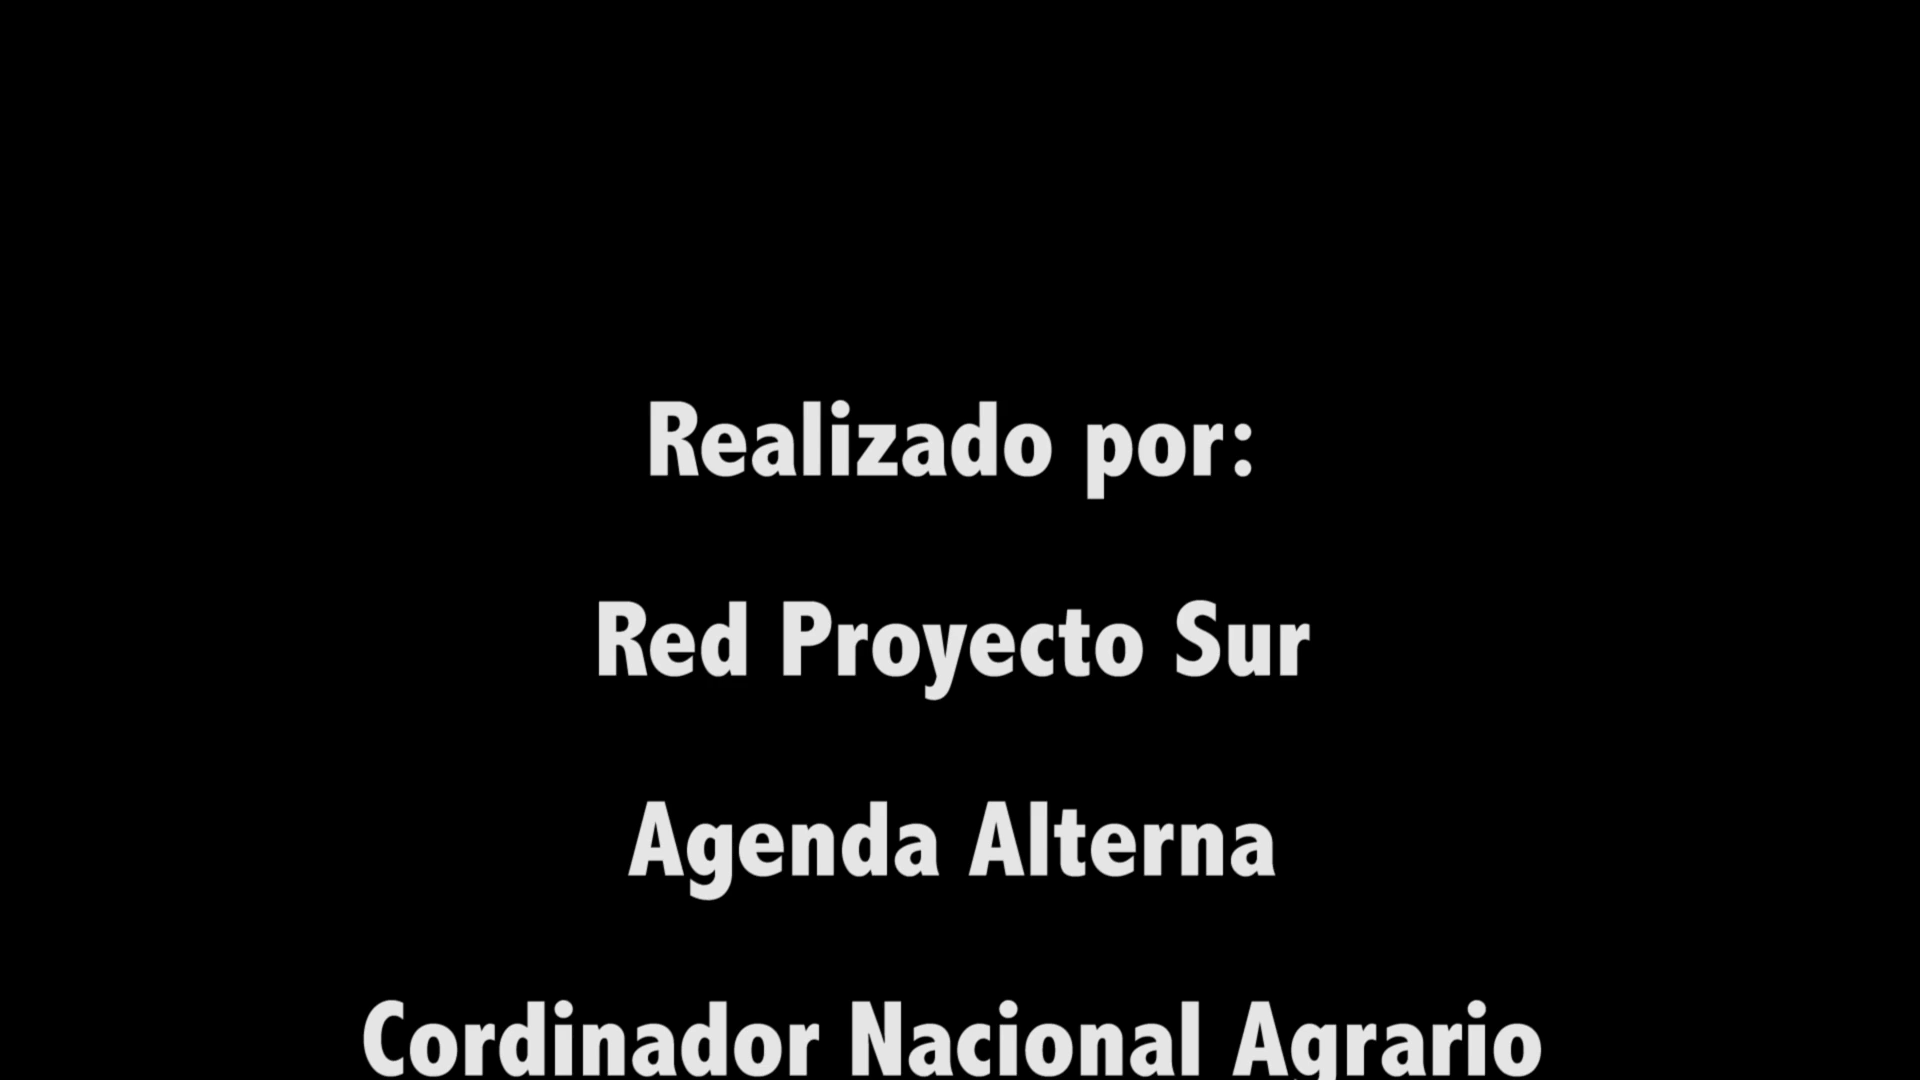 Realizado por:
Red Proyecto Sur
Agenda Alterna
Cordinador Nacional Agrario